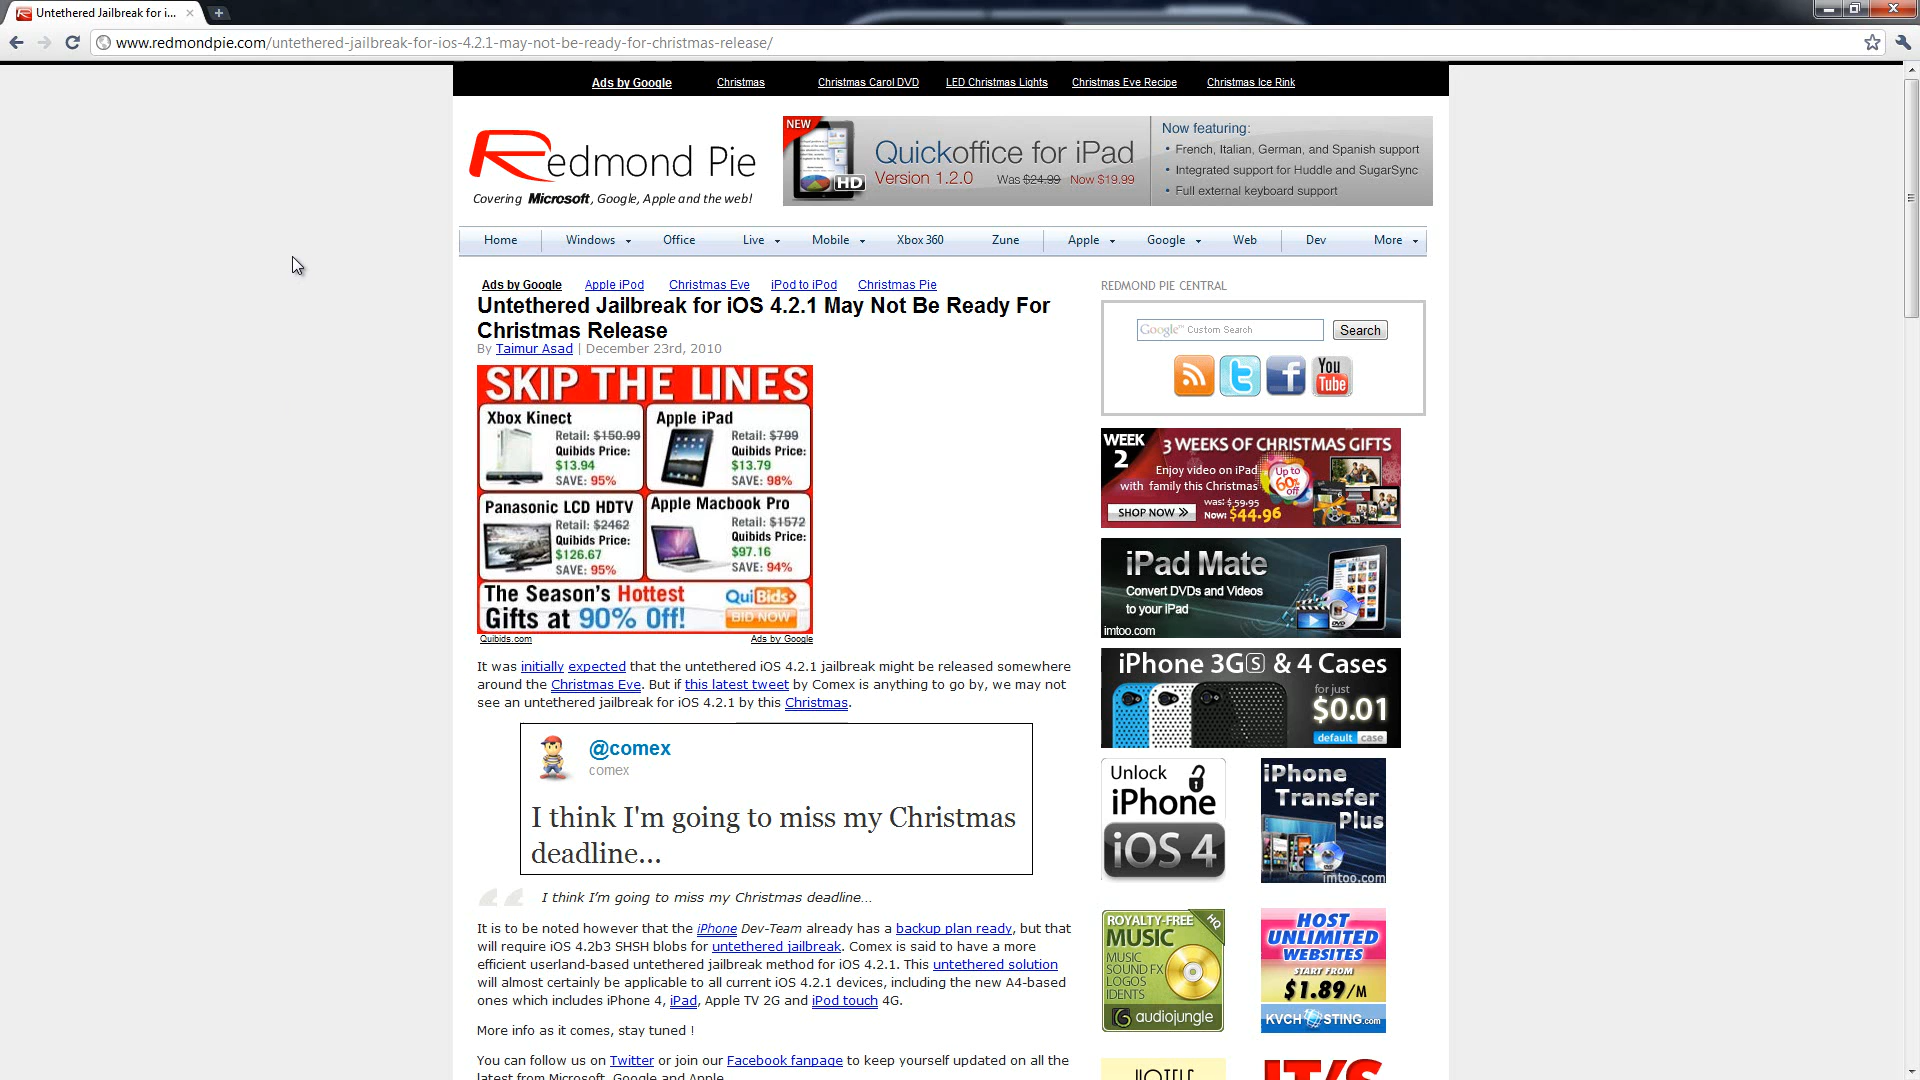 Untethered Jailbreak for i...
www.redmondpie.com/untethered-jailbreak-for-ios-4.2.1-may-not-be-ready-for-christmas-release/
Ads by Google Christmas Christmas Carol DVD LED Christmas Lights Christmas Eve Recipe Christmas Ice Rink
Redmond Pie
Covering Microsoft, Google, Apple and the web!
NEW
HD
Quickoffice for iPad
Version 1.2.0 Was $24.99 Now $19.99
Now featuring:
• French, Italian, German, and Spanish support
• Integrated support for Huddle and SugarSync
• Full external keyboard support
Home Windows Office Live Mobile Xbox 360 Zune Apple Google Web Dev More
Ads by Google Apple iPod Christmas Eve iPod to iPod Christmas Pie
Untethered Jailbreak for iOS 4.2.1 May Not Be Ready For
Christmas Release
By Taimur Asad | December 23rd, 2010
SKIP THE LINES
Xbox Kinect
Retail: $150.99
Quibids Price:
$13.94
SAVE: 95%
Apple iPad
Retail: $799
Quibids Price:
$13.79
SAVE: 98%
Panasonic LCD HDTV
Retail: $2462
Quibids Price:
$126.67
SAVE: 95%
Apple Macbook Pro
Retail: $1572
Quibids Price:
$97.16
SAVE: 94%
The Season's Hottest
Gifts at 90% Off!
QuiBids
BID NOW
Quibids.com Ads by Google
It was initially expected that the untethered iOS 4.2.1 jailbreak might be released somewhere
around the Christmas Eve. But if this latest tweet by Comex is anything to go by, we may not
see an untethered jailbreak for iOS 4.2.1 by this Christmas.
@comex
comex
I think I'm going to miss my Christmas
deadline...
I think I'm going to miss my Christmas deadline...
It is to be noted however that the iPhone Dev-Team already has a backup plan ready, but that
will require iOS 4.2b3 SHSH blobs for untethered jailbreak. Comex is said to have a more
efficient userland-based untethered jailbreak method for iOS 4.2.1. This untethered solution
will almost certainly be applicable to all current iOS 4.2.1 devices, including the new A4-based
ones which includes iPhone 4, iPad, Apple TV 2G and iPod touch 4G.
More info as it comes, stay tuned !
You can follow us on Twitter or join our Facebook fanpage to keep yourself updated on all the
latest from Microsoft, Google and Apple.
REDMOND PIE CENTRAL
Google™ Custom Search Search
You
Tube
WEEK
2
3 WEEKS OF CHRISTMAS GIFTS
Enjoy video on iPad
with family this Christmas
Up to
60%
off
was: $59.95
Now: $44.96
SHOP NOW
iPad Mate
Convert DVDs and Videos
to your iPad
DVD
imtoo.com
iPhone 3G S & 4 Cases
for just
$0.01
default case
Unlock
iPhone
iOS 4
iPhone
Transfer
Plus
imtoo.com
ROYALTY-FREE HQ
MUSIC
MUSIC
SOUND FX
LOGOS
IDENTS
audiojungle
HOST
UNLIMITED
WEBSITES
START FROM
$1.89/M
KVCHOSTING.com
HOTELS
IT'S